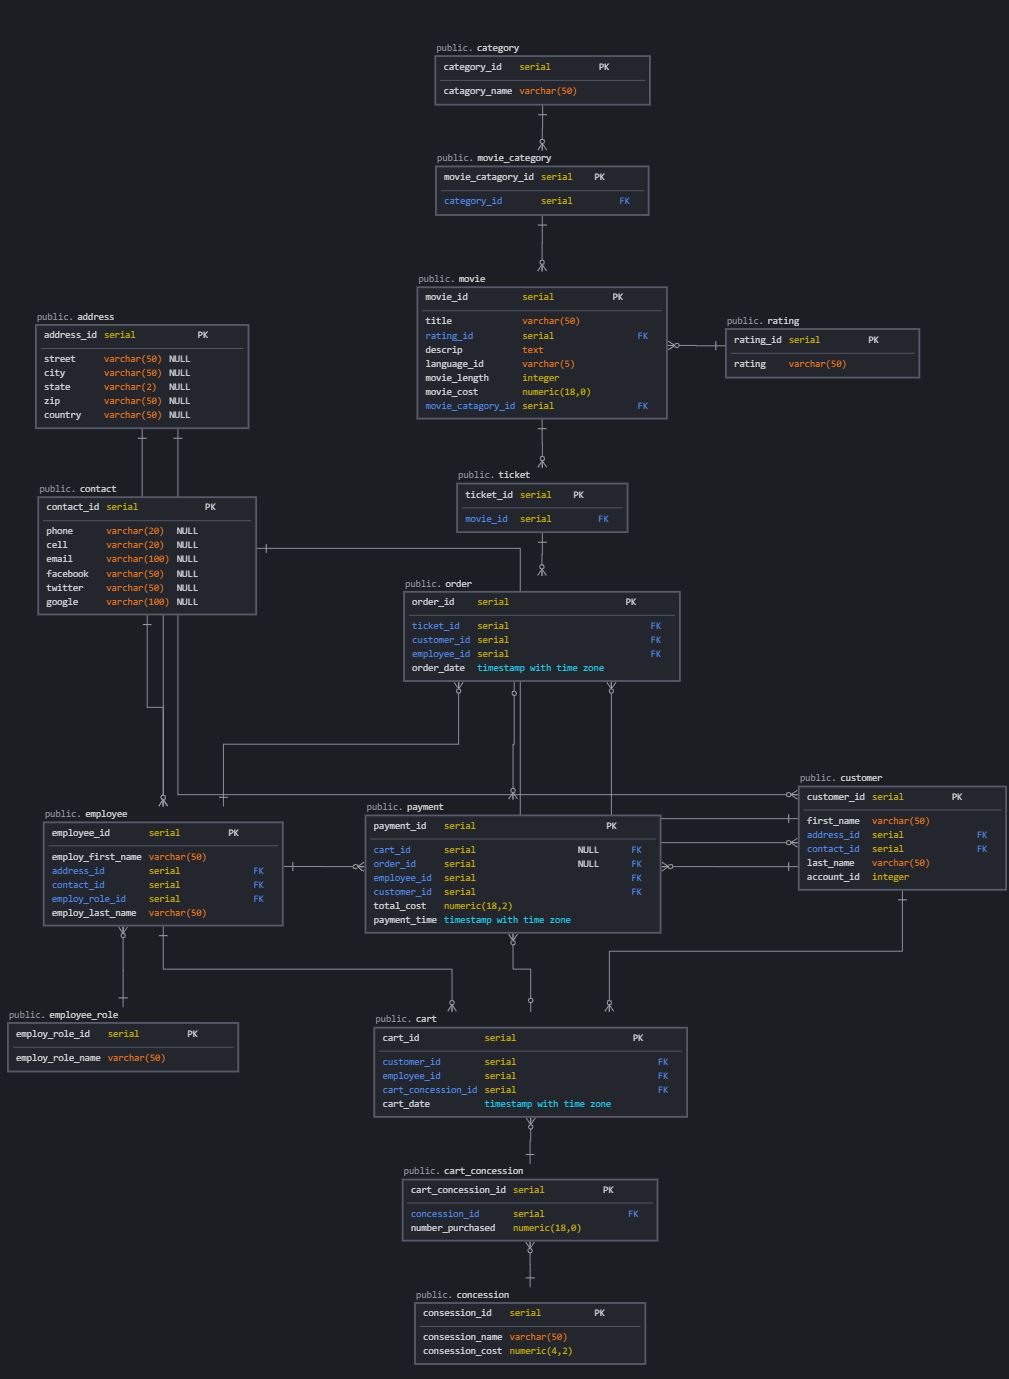 public. category
category_id serial PK
catagory_name varchar(50)
public. movie_category
movie_catagory_id serial PK
category_id serial FK
public. movie
movie_id serial PK
title varchar(50)
rating_id serial FK
descrip text
language_id varchar(5)
movie_length integer
movie_cost numeric(18,0)
movie_catagory_id serial FK
public. rating
rating_id serial PK
rating varchar(50)
public. address
address_id serial PK
street varchar(50) NULL
city varchar(50) NULL
state varchar(2) NULL
zip varchar(50) NULL
country varchar(50) NULL
public. contact
contact_id serial PK
phone varchar(20) NULL
cell varchar(20) NULL
email varchar(100) NULL
facebook varchar(50) NULL
twitter varchar(50) NULL
google varchar(100) NULL
public. ticket
ticket_id serial PK
movie_id serial FK
public. order
order_id serial PK
ticket_id serial FK
customer_id serial FK
employee_id serial FK
order_date timestamp with time zone
public. employee
employee_id serial PK
employ_first_name varchar(50)
address_id serial FK
contact_id serial FK
employ_role_id serial FK
employ_last_name varchar(50)
public. payment
payment_id serial PK
cart_id serial NULL FK
order_id serial NULL FK
employee_id serial FK
customer_id serial FK
total_cost numeric(18,2)
payment_time timestamp with time zone
public. customer
customer_id serial PK
first_name varchar(50)
address_id serial FK
contact_id serial FK
last_name varchar(50)
account_id integer
public. employee_role
employ_role_id serial PK
employ_role_name varchar(50)
public. cart
cart_id serial PK
customer_id serial FK
employee_id serial FK
cart_concession_id serial FK
cart_date timestamp with time zone
public. cart_concession
cart_concession_id serial PK
concession_id serial FK
number_purchased numeric(18,0)
public. concession
consession_id serial PK
consession_name varchar(50)
consession_cost numeric(4,2)